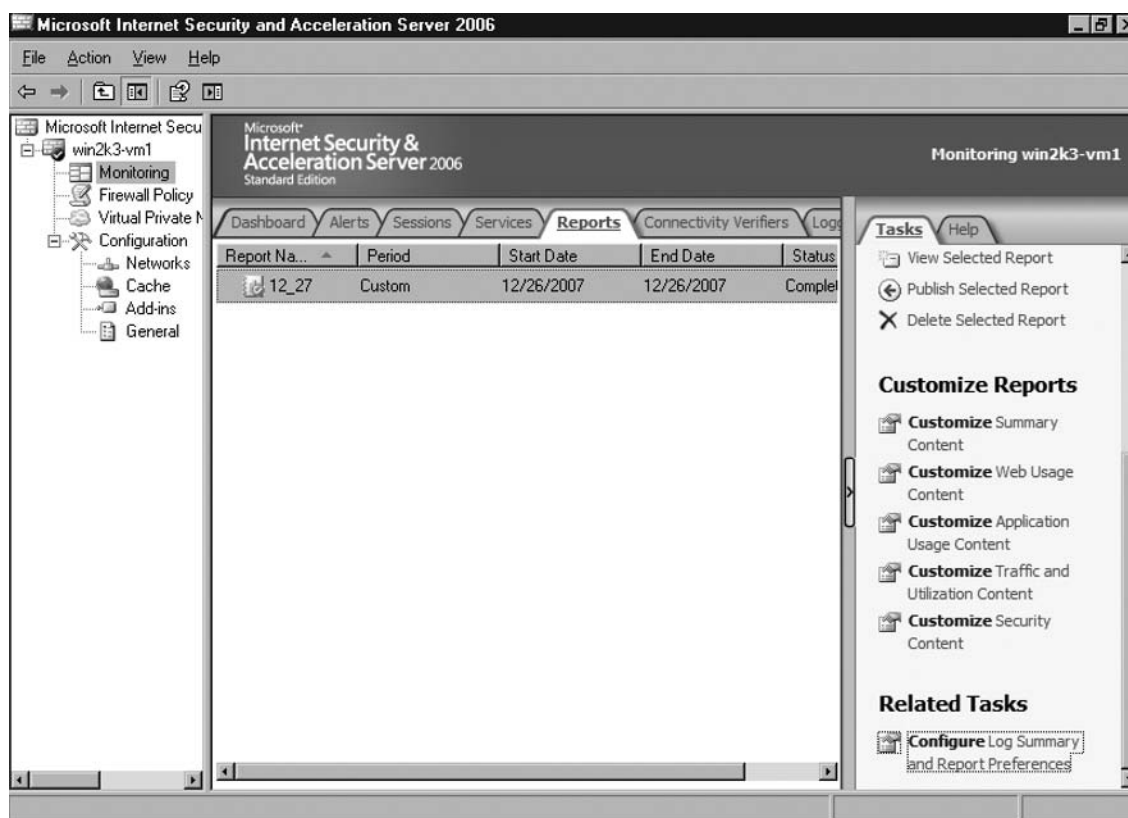 Microsoft Internet Security and Acceleration Server 2006
File Action View Help
Microsoft Internet Secu
win2k3-vm1
Monitoring
Firewall Policy
Virtual Private N
Configuration
Networks
Cache
Add-ins
General
Microsoft
Internet Security &
Acceleration Server 2006
Standard Edition
Monitoring win2k3-vm1
Dashboard Alerts Sessions Services Reports Connectivity Verifiers Logg
Report Na... Period Start Date End Date Status
12_27 Custom 12/26/2007 12/26/2007 Complet
Tasks Help
View Selected Report
Publish Selected Report
Delete Selected Report
Customize Reports
Customize Summary
Content
Customize Web Usage
Content
Customize Application
Usage Content
Customize Traffic and
Utilization Content
Customize Security
Content
Related Tasks
Configure Log Summary
and Report Preferences